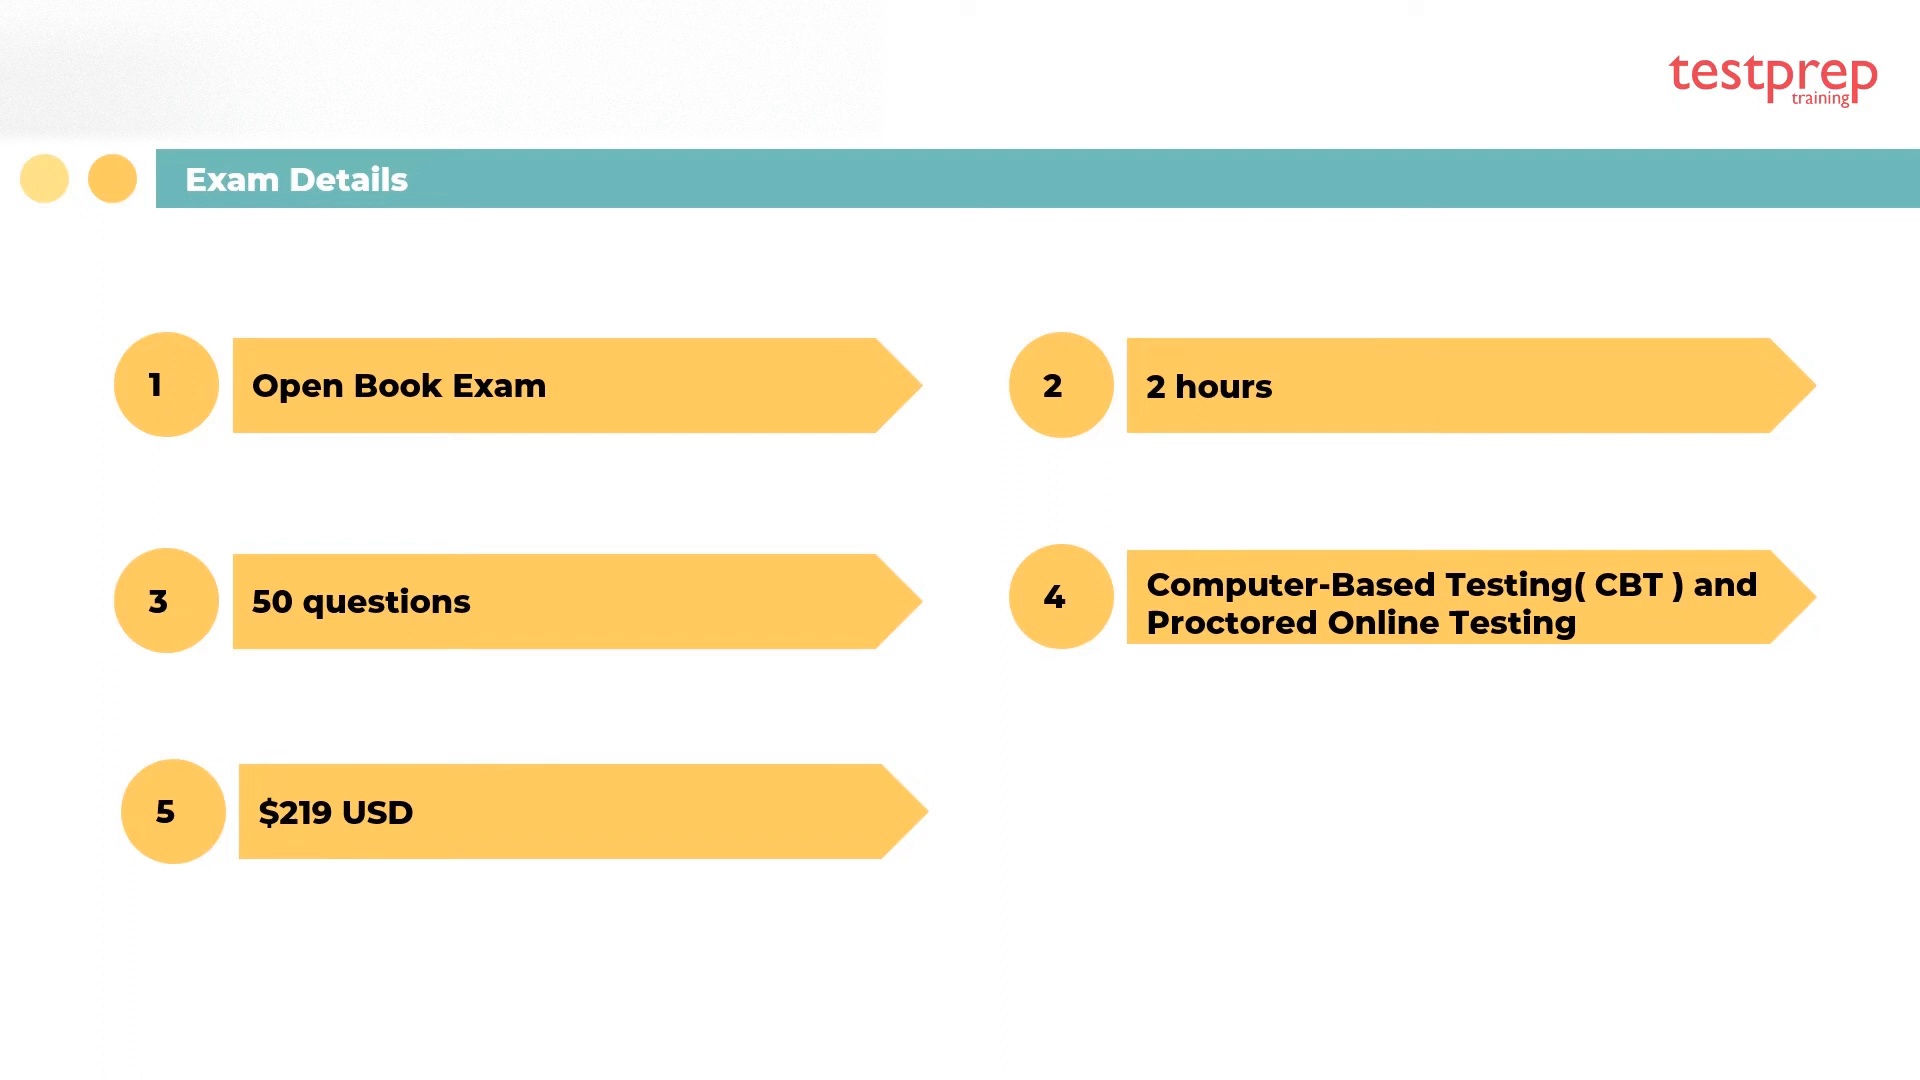 testprep
training
Exam Details
1
Open Book Exam
2
2 hours
3
50 questions
4
Computer-Based Testing( CBT ) and
Proctored Online Testing
5
$219 USD